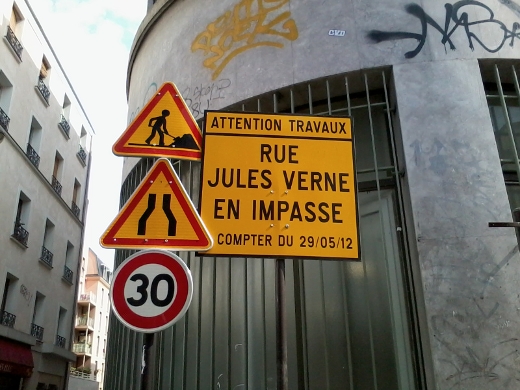 ATTENTION TRAVAUX
RUE
JULES VERNE
EN IMPASSE
COMPTER DU 29/05/12
30